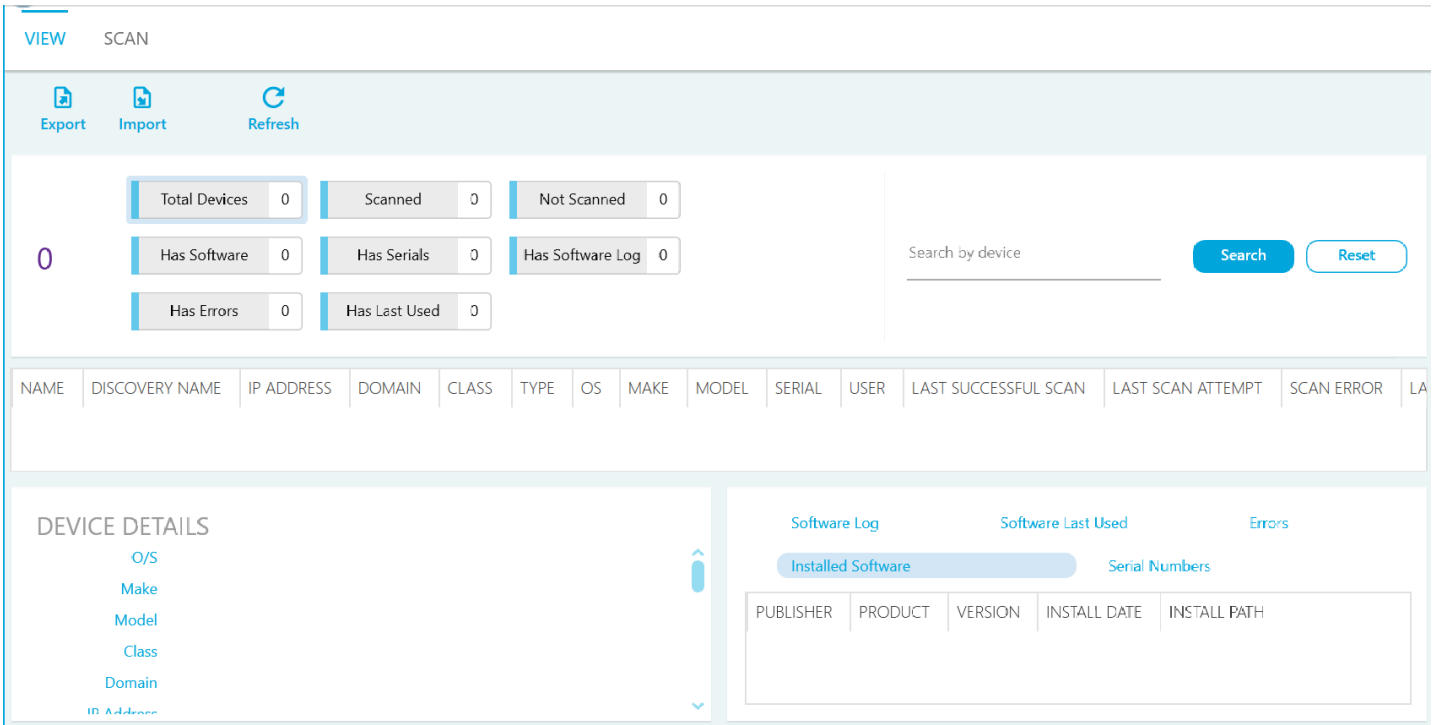 VIEW SCAN
Export Import Refresh
Total Devices 0 Scanned 0 Not Scanned 0
0
Has Software 0 Has Serials 0 Has Software Log 0
Search by device Search Reset
Has Errors 0 Has Last Used 0
NAME DISCOVERY NAME IP ADDRESS DOMAIN CLASS TYPE OS MAKE MODEL SERIAL USER LAST SUCCESSFUL SCAN LAST SCAN ATTEMPT SCAN ERROR LA
DEVICE DETAILS
O/S
Make
Model
Class
Domain
IP Address
Software Log Software Last Used Errors
Installed Software Serial Numbers
PUBLISHER PRODUCT VERSION INSTALL DATE INSTALL PATH